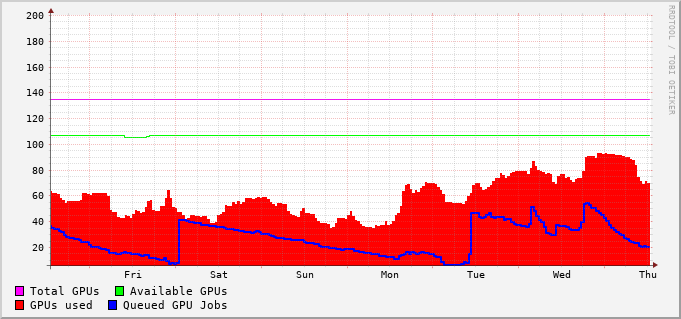 200
180
160
140
120
100
80
60
40
20
Fri Sat Sun Mon Tue Wed Thu
Total GPUs Available GPUs
GPUs used Queued GPU Jobs
RRDTOOL / TOBI OETIKER